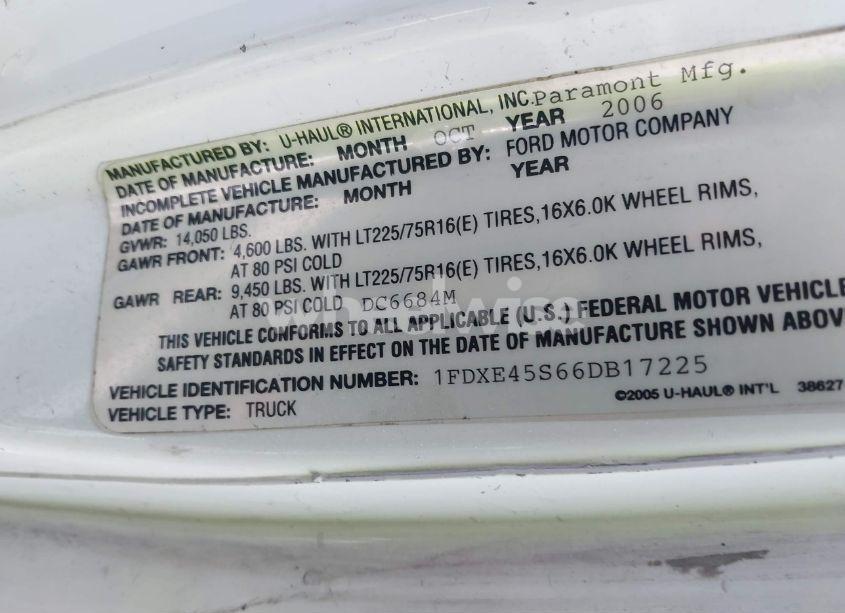 MANUFACTURED BY: U-HAUL® INTERNATIONAL, INC. Paramont Mfg.
DATE OF MANUFACTURE: MONTH OCT YEAR 2006
INCOMPLETE VEHICLE MANUFACTURED BY: FORD MOTOR COMPANY
DATE OF MANUFACTURE: MONTH YEAR
GVWR: 14,050 LBS.
GAWR FRONT: 4,600 LBS. WITH LT225/75R16(E) TIRES,16X6.0K WHEEL RIMS,
AT 80 PSI COLD
GAWR REAR: 9,450 LBS. WITH LT225/75R16(E) TIRES,16X6.0K WHEEL RIMS,
AT 80 PSI COLD DC6684M
THIS VEHICLE CONFORMS TO ALL APPLICABLE (U.S.) FEDERAL MOTOR VEHICLE
SAFETY STANDARDS IN EFFECT ON THE DATE OF MANUFACTURE SHOWN ABOV
VEHICLE IDENTIFICATION NUMBER: 1FDXE45S66DB17225
VEHICLE TYPE: TRUCK
©2005 U-HAUL® INT'L 38627